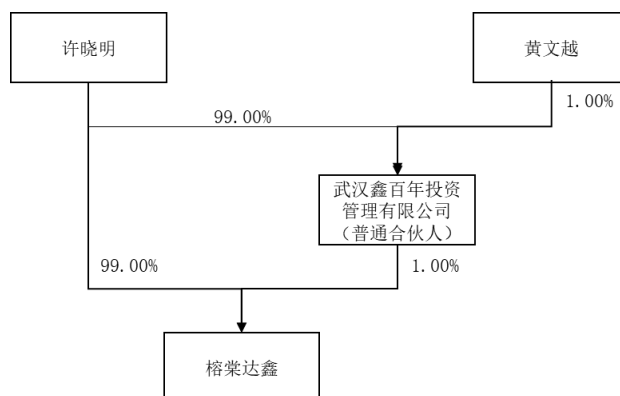 许晓明
黄文越
99.00%
1.00%
武汉鑫百年投资
管理有限公司
（普通合伙人）
99.00%
1.00%
榕棠达鑫